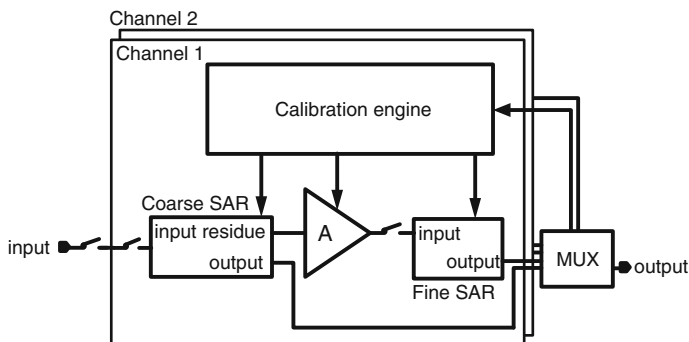 Channel 2
Channel 1
Calibration engine
Coarse SAR
input
input residue
output
A
input
output
Fine SAR
MUX
output